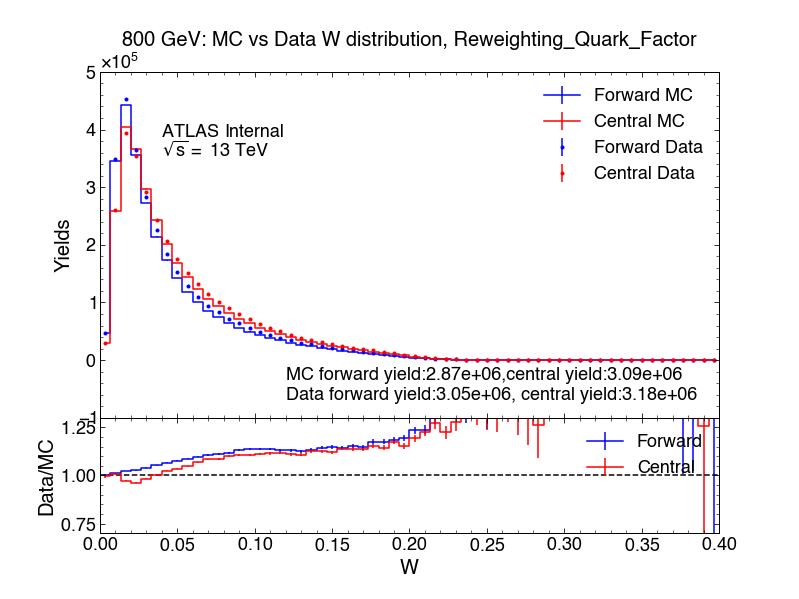 800 GeV: MC vs Data W distribution, Reweighting_Quark_Factor
×10⁵
5
4
3
2
1
0
−1
Yields
ATLAS Internal
√s = 13 TeV
Forward MC
Central MC
Forward Data
Central Data
MC forward yield:2.87e+06,central yield:3.09e+06
Data forward yield:3.05e+06, central yield:3.18e+06
1.25
1.00
0.75
Data/MC
Forward
Central
0.00 0.05 0.10 0.15 0.20 0.25 0.30 0.35 0.40
W